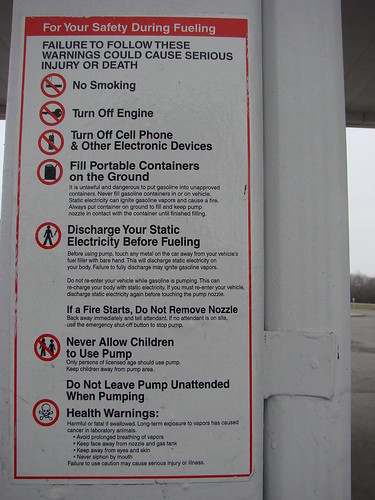 For Your Safety During Fueling
FAILURE TO FOLLOW THESE
WARNINGS COULD CAUSE SERIOUS
INJURY OR DEATH
No Smoking
Turn Off Engine
Turn Off Cell Phone
& Other Electronic Devices
Fill Portable Containers
on the Ground
It is unlawful and dangerous to put gasoline into unapproved
containers. Never fill gasoline containers in or on vehicle.
Static electricity can ignite gasoline vapors and cause a fire.
Always put container on ground to fill and keep pump
nozzle in contact with the container until finished filling.
Discharge Your Static
Electricity Before Fueling
Before using pump, touch any metal on the car away from your vehicle's
fuel filler with bare hand. This will discharge static electricity on
your body. Failure to fully discharge may ignite gasoline vapors.
Do not re-enter your vehicle while gasoline is pumping. This can
re-charge your body with static electricity. If you must re-enter your vehicle,
discharge static electricity again before touching the pump nozzle.
If a Fire Starts, Do Not Remove Nozzle
Back away immediately and tell attendant. If no attendant is on site,
use the emergency shut-off button to stop pump.
Never Allow Children
to Use Pump
Only persons of licensed age should use pump.
Keep children away from pump area.
Do Not Leave Pump Unattended
When Pumping
Health Warnings:
Harmful or fatal if swallowed. Long-term exposure to vapors has caused
cancer in laboratory animals.
• Avoid prolonged breathing of vapors
• Keep face away from nozzle and gas tank
• Keep away from eyes and skin
• Never siphon by mouth
Failure to use caution may cause serious injury or illness.